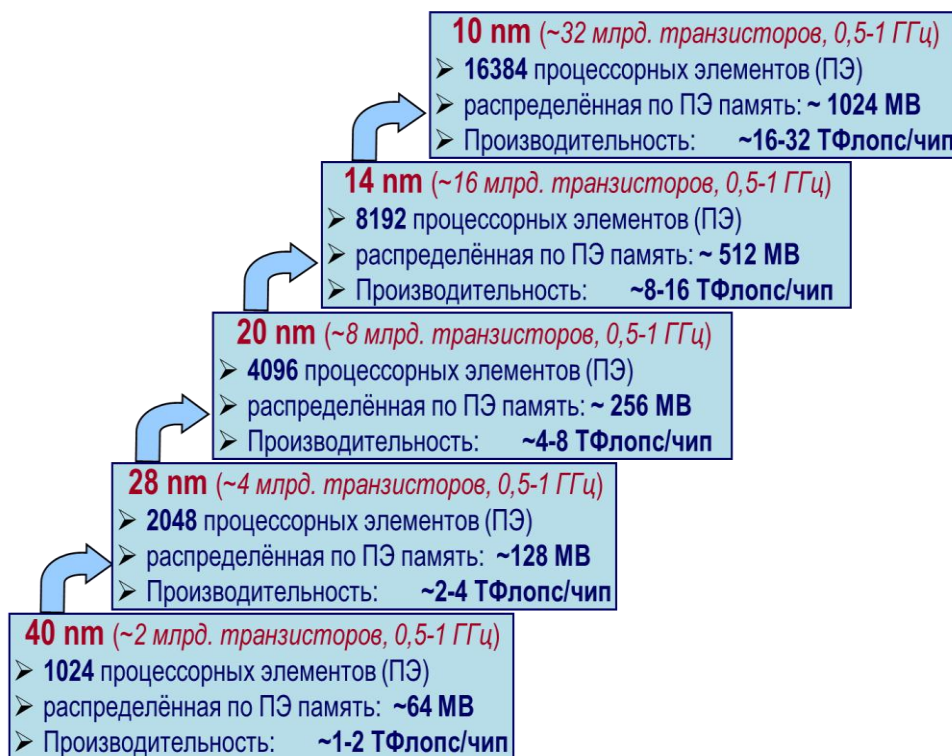 10 nm (~32 млрд. транзисторов, 0,5-1 ГГц)
➢ 16384 процессорных элементов (ПЭ)
➢ распределённая по ПЭ память: ~ 1024 MB
➢ Производительность: ~16-32 ТФлопс/чип
14 nm (~16 млрд. транзисторов, 0,5-1 ГГц)
➢ 8192 процессорных элементов (ПЭ)
➢ распределённая по ПЭ память: ~ 512 MB
➢ Производительность: ~8-16 ТФлопс/чип
20 nm (~8 млрд. транзисторов, 0,5-1 ГГц)
➢ 4096 процессорных элементов (ПЭ)
➢ распределённая по ПЭ память: ~ 256 MB
➢ Производительность: ~4-8 ТФлопс/чип
28 nm (~4 млрд. транзисторов, 0,5-1 ГГц)
➢ 2048 процессорных элементов (ПЭ)
➢ распределённая по ПЭ память: ~128 MB
➢ Производительность: ~2-4 ТФлопс/чип
40 nm (~2 млрд. транзисторов, 0,5-1 ГГц)
➢ 1024 процессорных элементов (ПЭ)
➢ распределённая по ПЭ память: ~64 MB
➢ Производительность: ~1-2 ТФлопс/чип